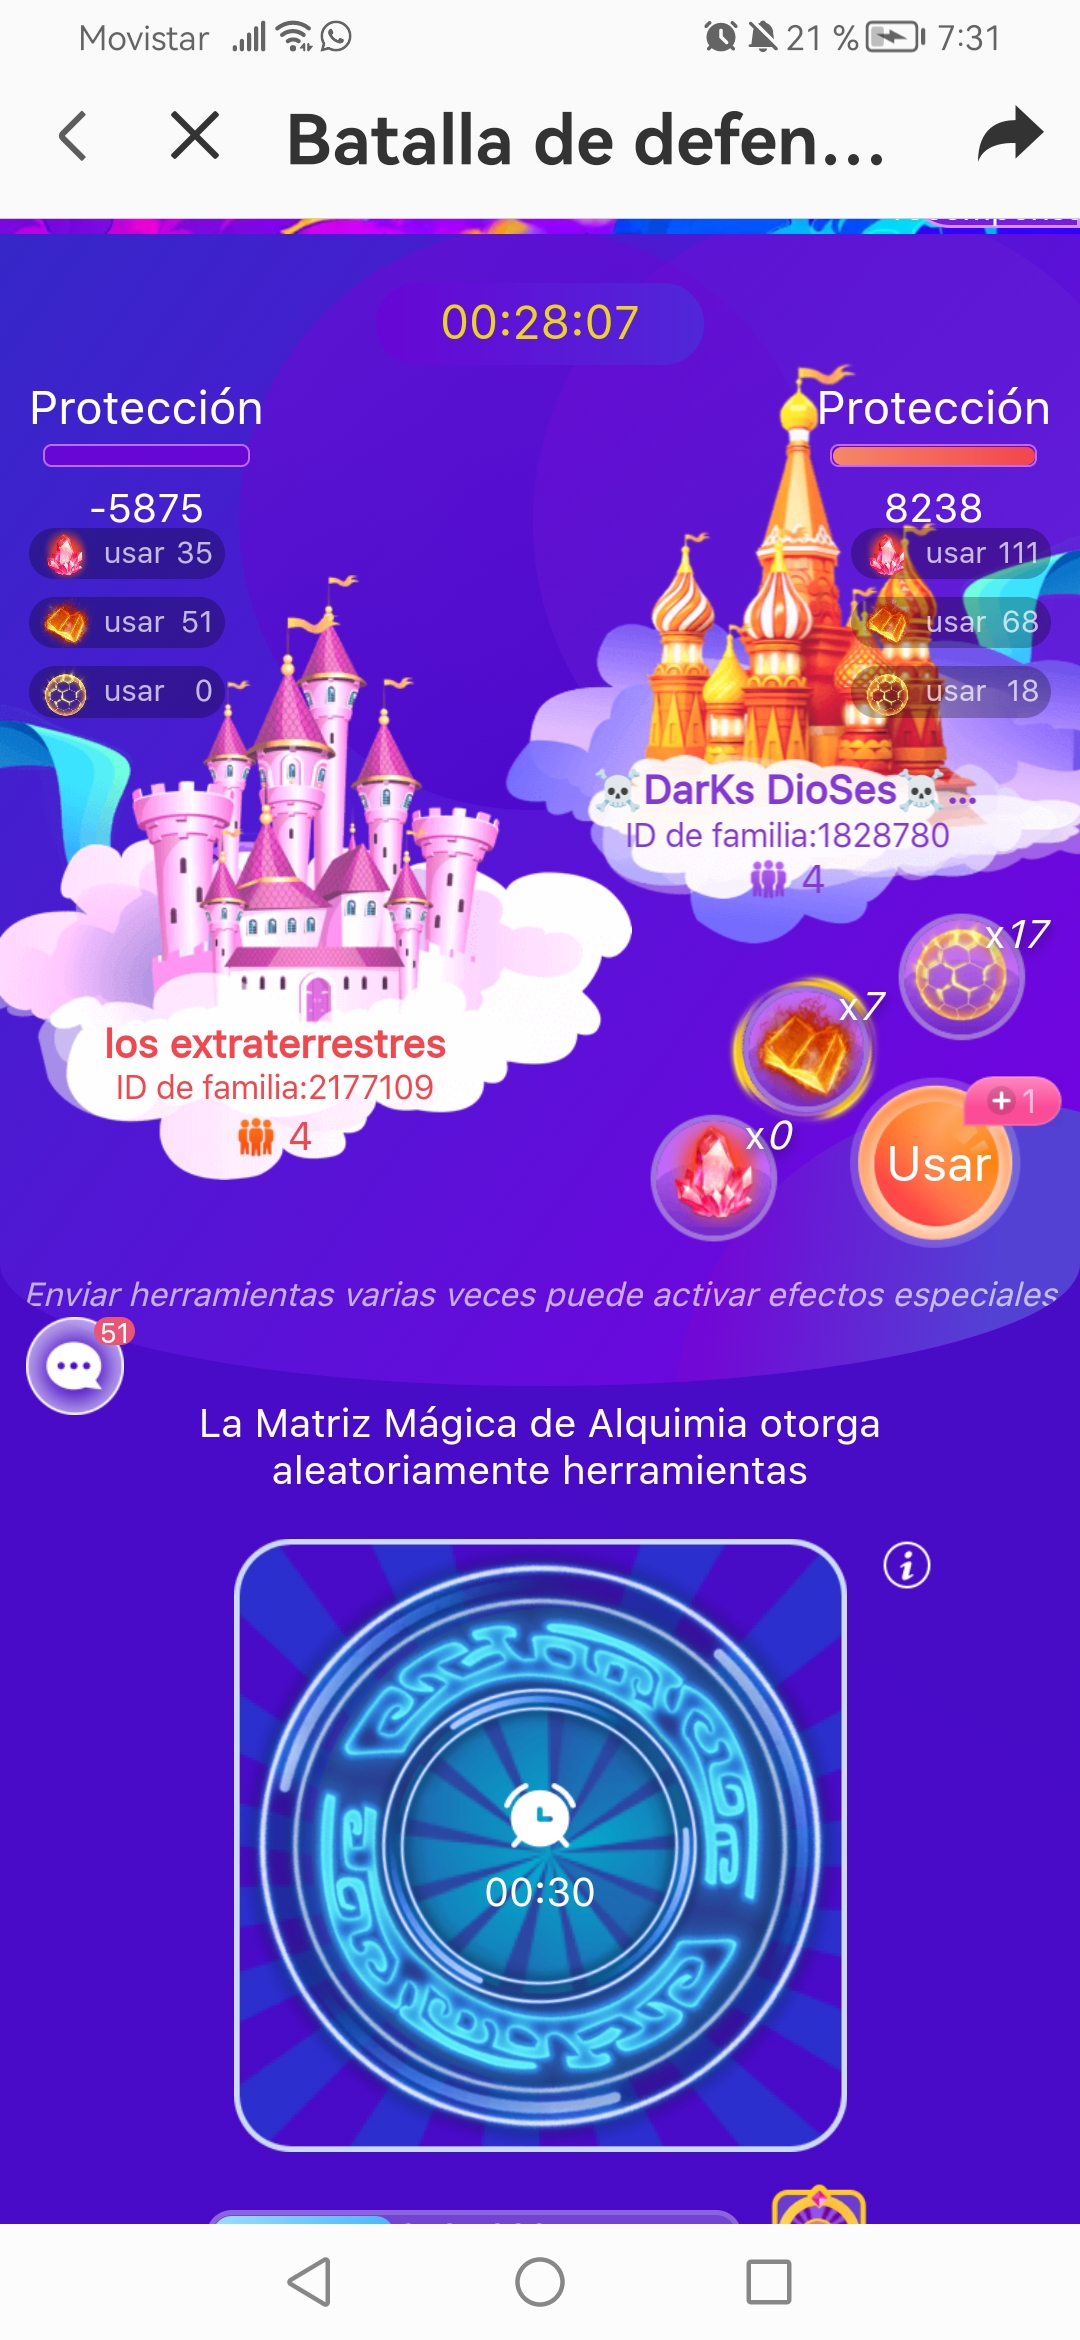 Movistar
21 %
7:31
Batalla de defen...
00:28:07
Protección
-5875
usar 35
usar 51
usar 0
Protección
8238
usar 111
usar 68
usar 18
☠️DarKs DioSes☠️...
ID de familia:1828780
4
x17
x7
x0
+ 1
Usar
los extraterrestres
ID de familia:2177109
4
Enviar herramientas varias veces puede activar efectos especiales
51
La Matriz Mágica de Alquimia otorga
aleatoriamente herramientas
i
00:30